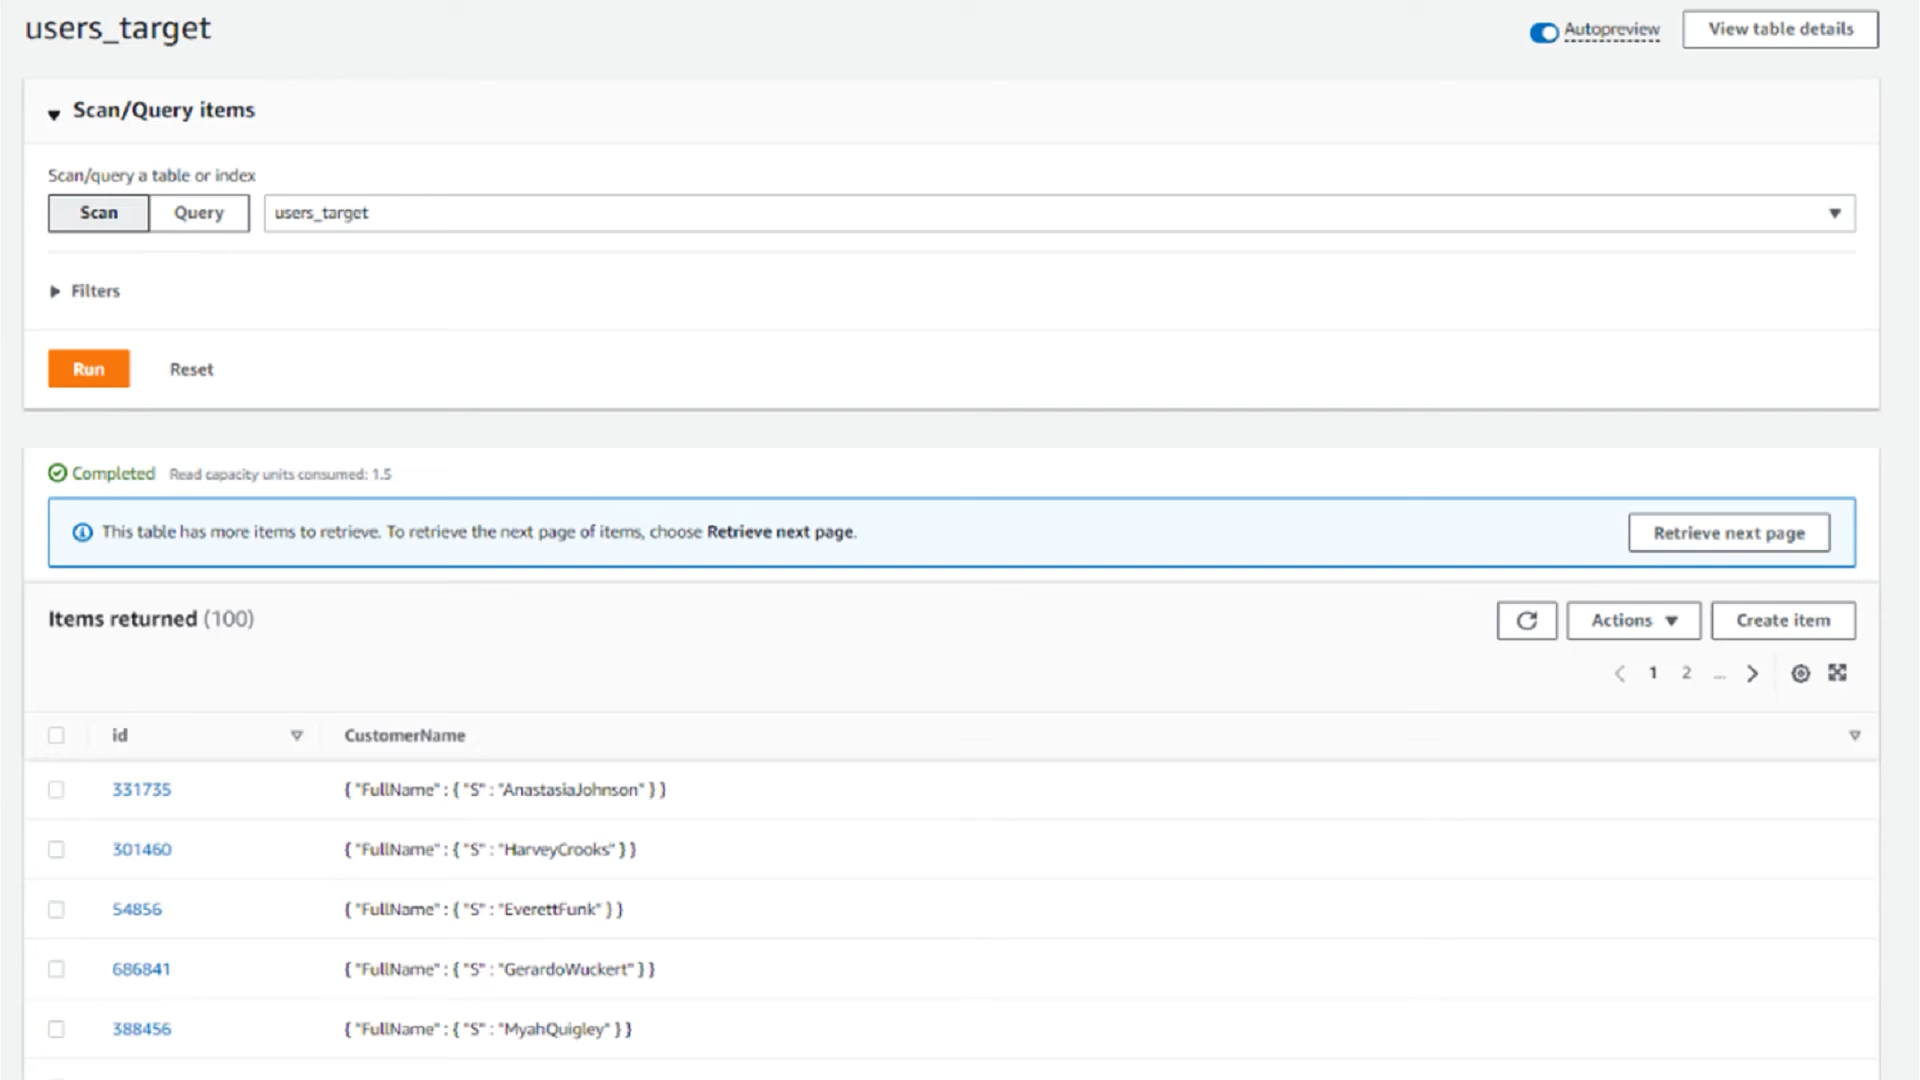 users_target
Autopreview
View table details
Scan/Query items
Scan/query a table or index
Scan
Query
users_target
Filters
Run
Reset
Completed Read capacity units consumed: 1.5
This table has more items to retrieve. To retrieve the next page of items, choose Retrieve next page.
Retrieve next page
Items returned (100)
Actions
Create item
1 2 ...
id CustomerName
331735 { "FullName" : { "S" : "AnastasiaJohnson" } }
301460 { "FullName" : { "S" : "HarveyCrooks" } }
54856 { "FullName" : { "S" : "EverettFunk" } }
686841 { "FullName" : { "S" : "GerardoWuckert" } }
388456 { "FullName" : { "S" : "MyahQuigley" } }